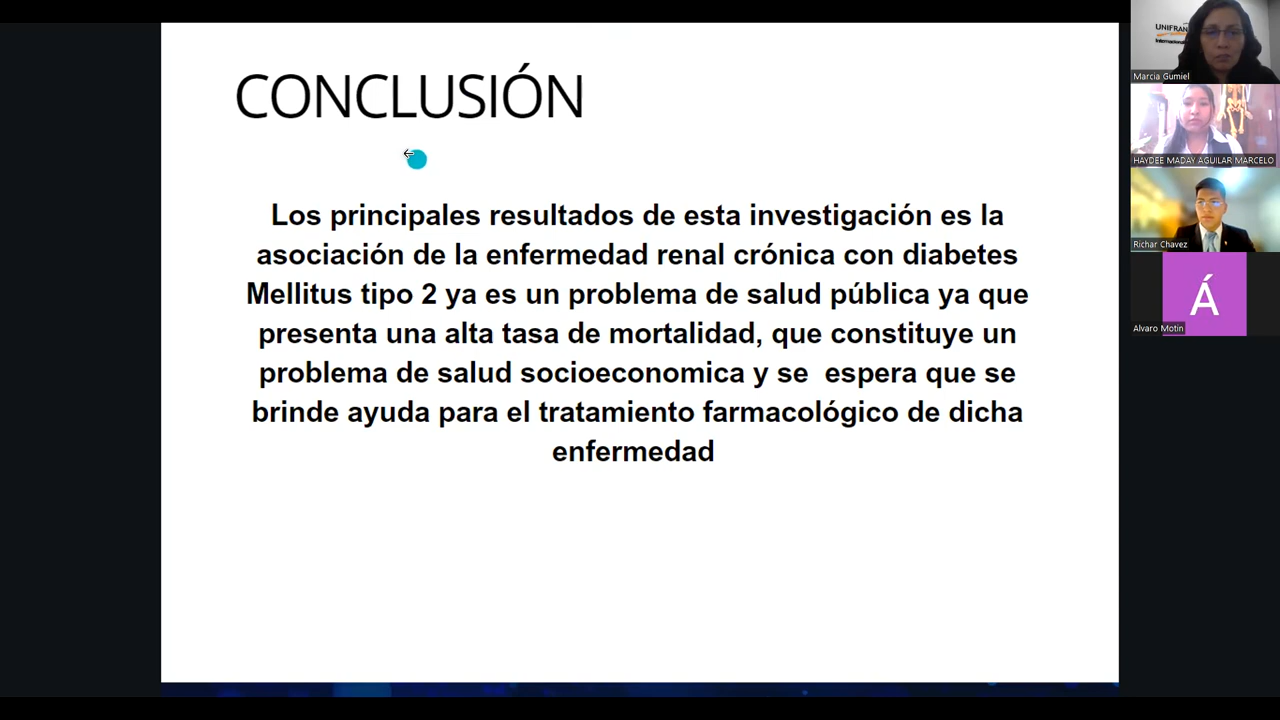 CONCLUSIÓN
Los principales resultados de esta investigación es la
asociación de la enfermedad renal crónica con diabetes
Mellitus tipo 2 ya es un problema de salud pública ya que
presenta una alta tasa de mortalidad, que constituye un
problema de salud socioeconomica y se espera que se
brinde ayuda para el tratamiento farmacológico de dicha
enfermedad
Marcia Gumiel
HAYDEE MADAY AGUILAR MARCELO
Richar Chavez
Á
Alvaro Motin